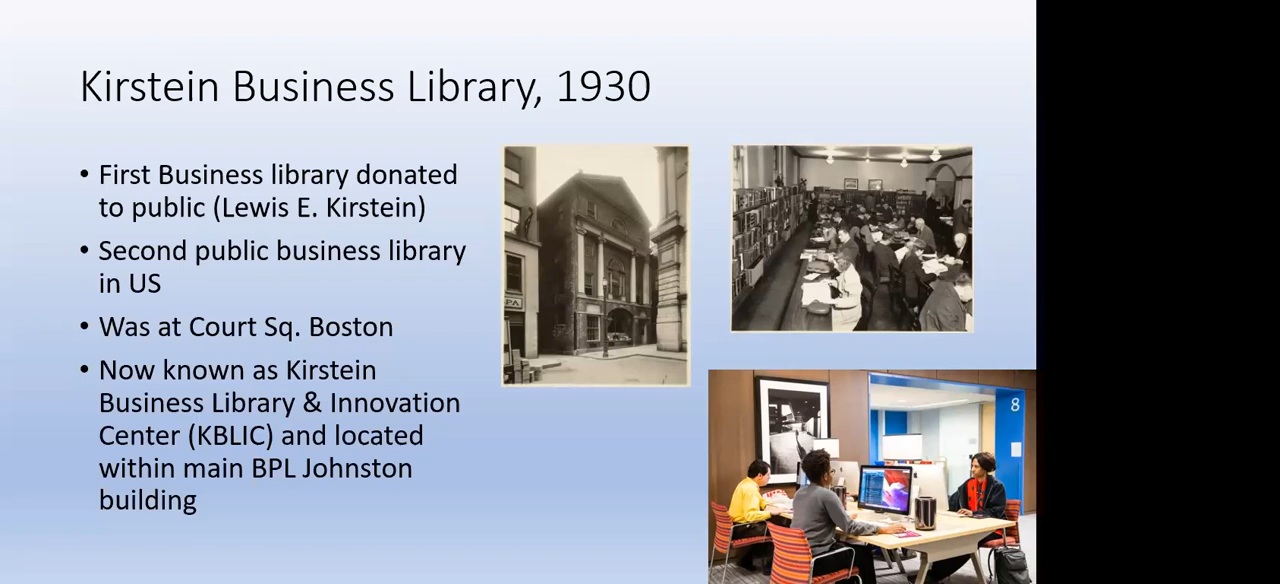 Kirstein Business Library, 1930
• First Business library donated
to public (Lewis E. Kirstein)
• Second public business library
in US
• Was at Court Sq. Boston
• Now known as Kirstein
Business Library & Innovation
Center (KBLIC) and located
within main BPL Johnston
building
PA
8